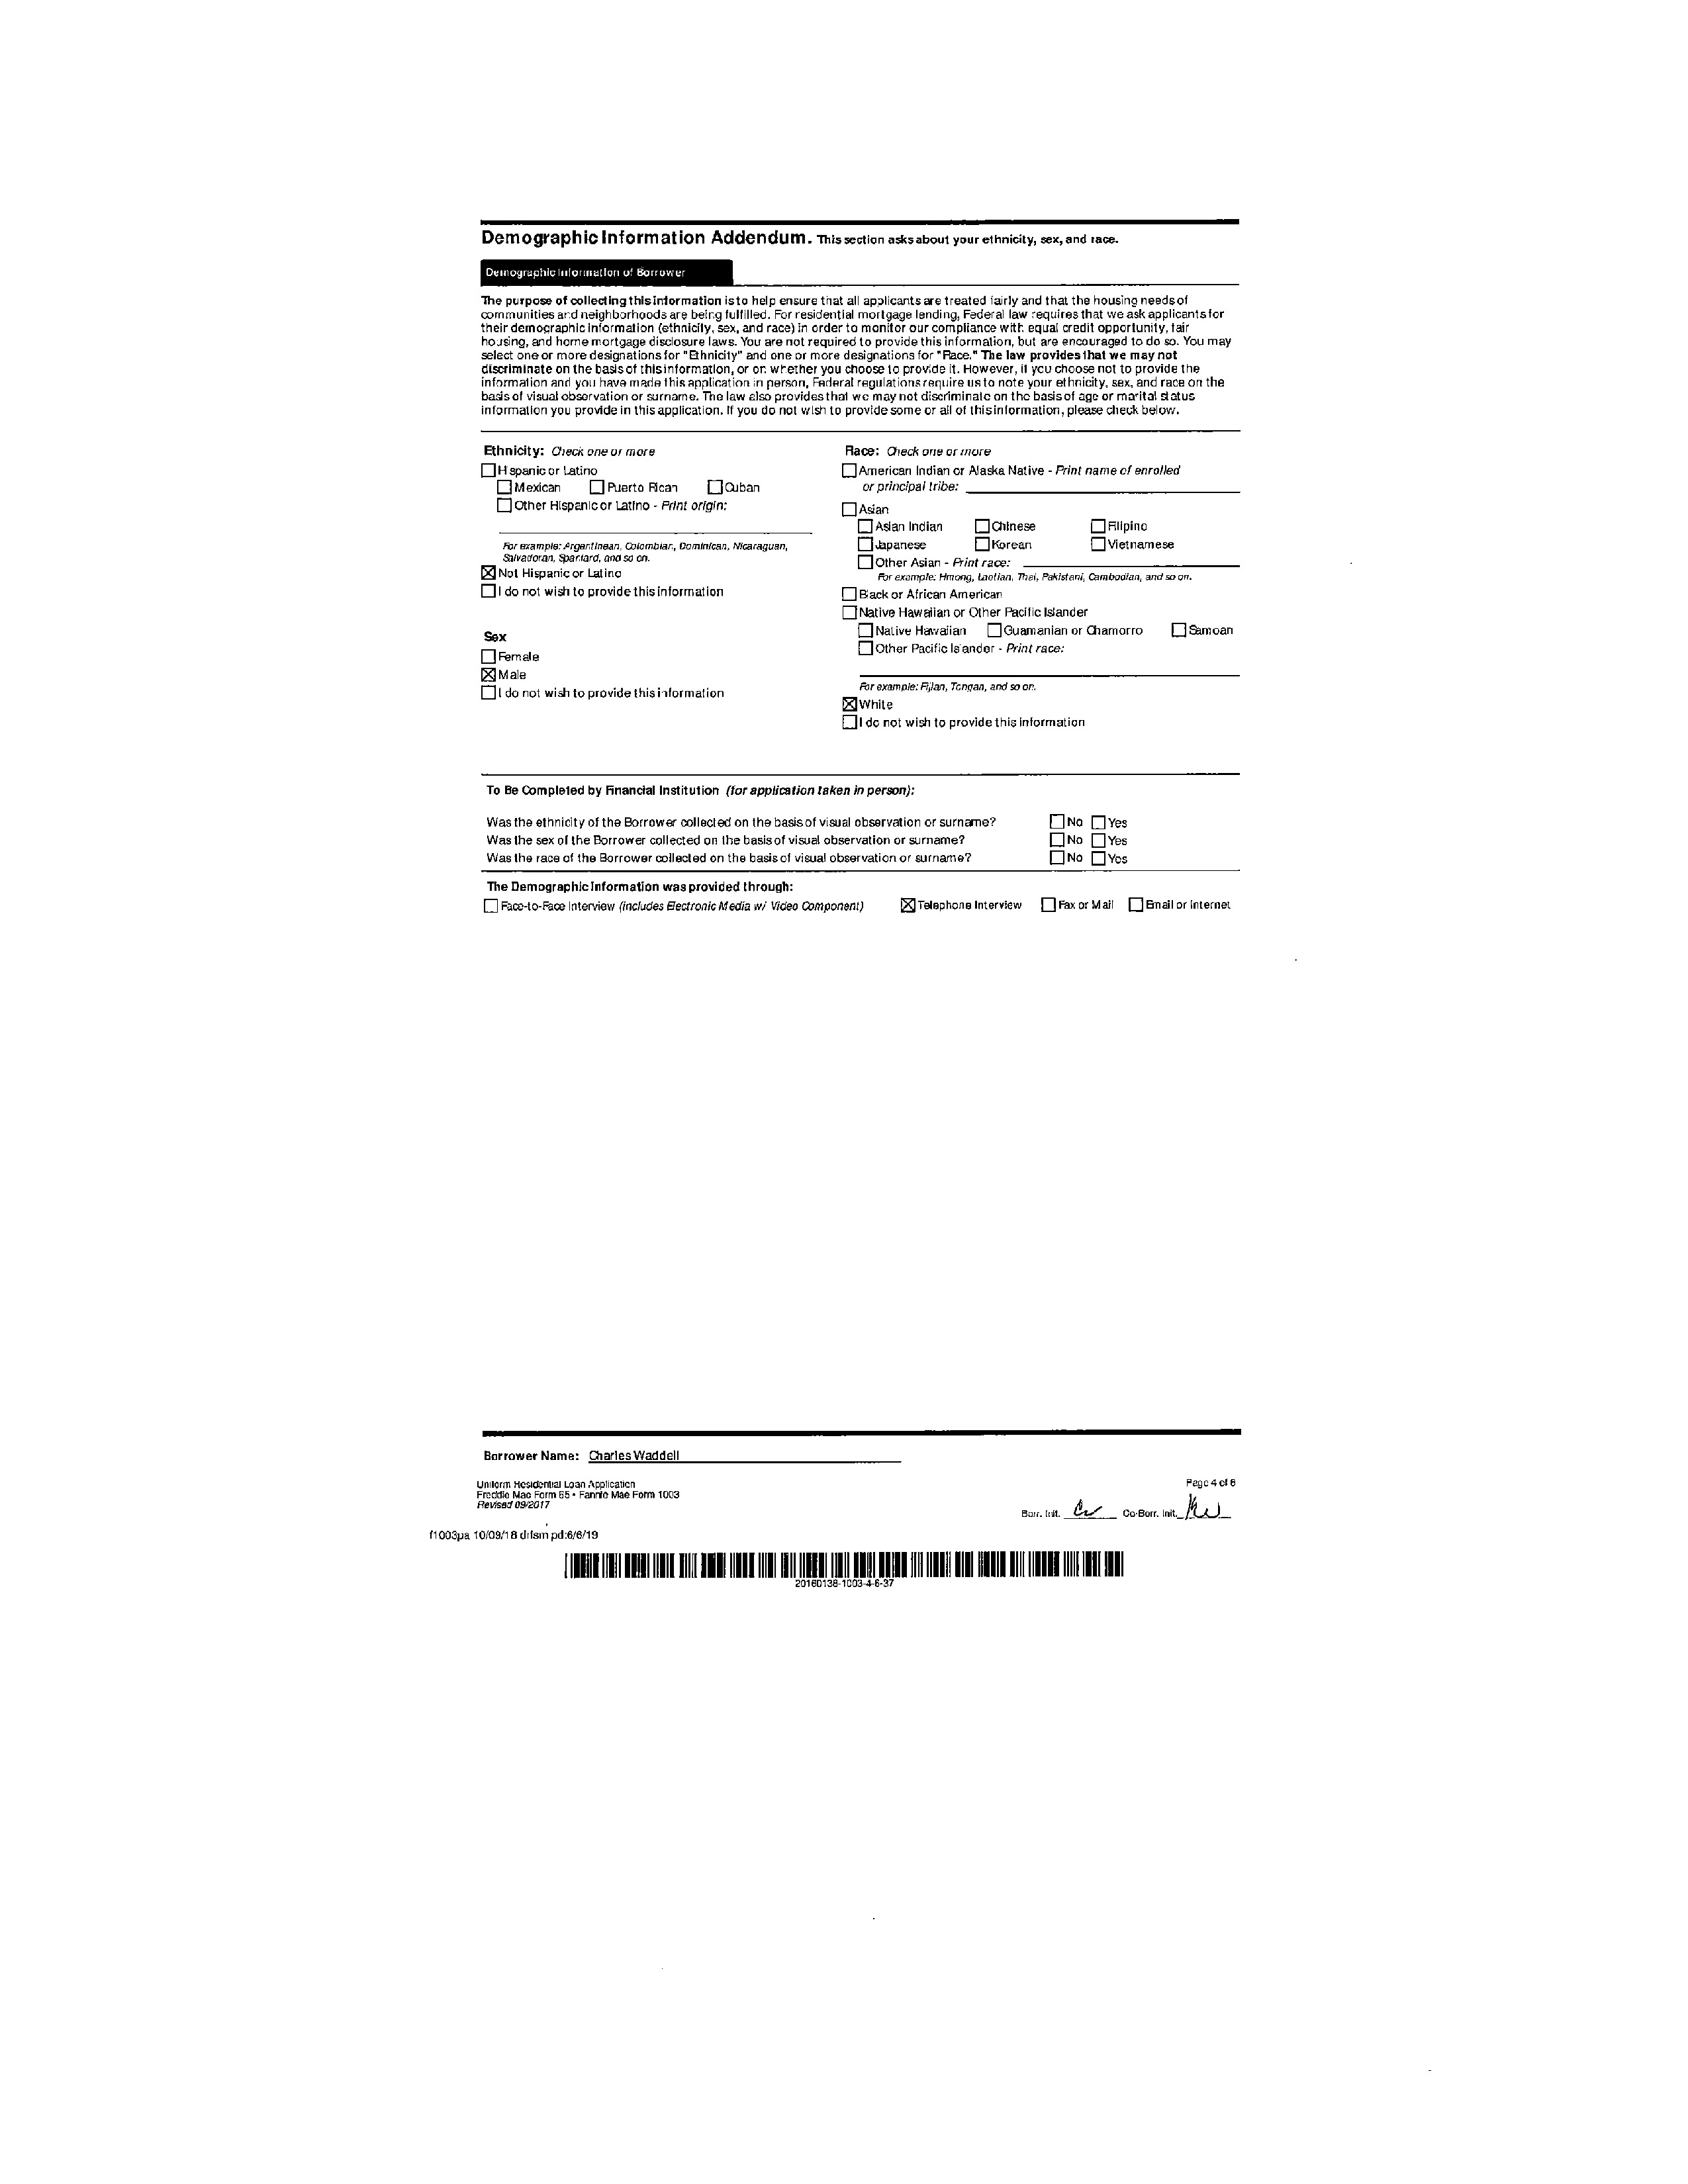 Demographic Information Addendum. This section asks about your ethnicity, sex, and race.
Demographic Information of Borrower
The purpose of collecting this information is to help ensure that all applicants are treated fairly and that the housing needs of
communities and neighborhoods are being fulfilled. For residential mortgage lending, Federal law requires that we ask applicants for
their demographic information (ethnicity, sex, and race) in order to monitor our compliance with equal credit opportunity, fair
housing, and home mortgage disclosure laws. You are not required to provide this information, but are encouraged to do so. You may
select one or more designations for "Ethnicity" and one or more designations for "Race." The law provides that we may not
discriminate on the basis of this information, or on whether you choose to provide it. However, if you choose not to provide the
information and you have made this application in person, Federal regulations require us to note your ethnicity, sex, and race on the
basis of visual observation or surname. The law also provides that we may not discriminate on the basis of age or marital status
information you provide in this application. If you do not wish to provide some or all of this information, please check below.
Ethnicity: Check one or more
Hispanic or Latino
Mexican Puerto Rican Cuban
Other Hispanic or Latino - Print origin:
For example: Argentinean, Colombian, Dominican, Nicaraguan,
Salvadoran, Spaniard, and so on.
Not Hispanic or Latino
I do not wish to provide this information
Sex
Female
Male
I do not wish to provide this information
Race: Check one or more
American Indian or Alaska Native - Print name of enrolled
or principal tribe:
Asian
Asian Indian Chinese Filipino
Japanese Korean Vietnamese
Other Asian - Print race:
For example: Hmong, Laotian, Thai, Pakistani, Cambodian, and so on.
Black or African American
Native Hawaiian or Other Pacific Islander
Native Hawaiian Guamanian or Chamorro Samoan
Other Pacific Islander - Print race:
For example: Fijian, Tongan, and so on.
White
I do not wish to provide this information
To Be Completed by Financial Institution (for application taken in person):
Was the ethnicity of the Borrower collected on the basis of visual observation or surname? No Yes
Was the sex of the Borrower collected on the basis of visual observation or surname? No Yes
Was the race of the Borrower collected on the basis of visual observation or surname? No Yes
The Demographic Information was provided through:
Face-to-Face Interview (includes Electronic Media w/ Video Component) Telephone Interview Fax or Mail Email or Internet
Borrower Name: Charles Waddell
Uniform Residential Loan Application
Freddie Mac Form 65 • Fannie Mae Form 1003
Revised 09/2017
Page 4 of 6
Borr. Init. CW Co-Borr. Init.
f1003pa 10/09/18 drfsm pd:6/6/19
20160138-1003-4-6-37